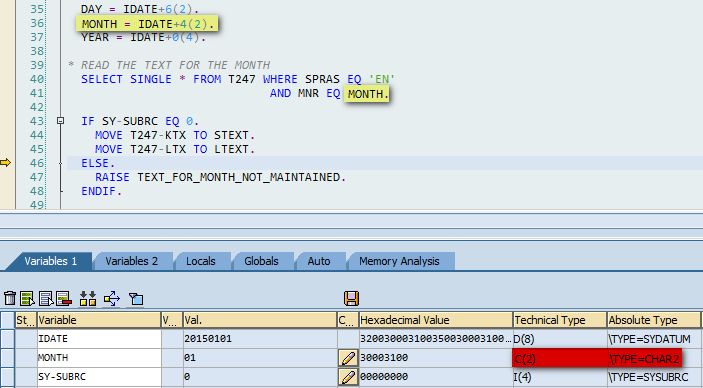 35 DAY = IDATE+6(2).
36 MONTH = IDATE+4(2).
37 YEAR = IDATE+0(4).
38
39 * READ THE TEXT FOR THE MONTH
40 SELECT SINGLE * FROM T247 WHERE SPRAS EQ 'EN'
41 AND MNR EQ MONTH.
42
43 IF SY-SUBRC EQ 0.
44 MOVE T247-KTX TO STEXT.
45 MOVE T247-LTX TO LTEXT.
46 ELSE.
47 RAISE TEXT_FOR_MONTH_NOT_MAINTAINED.
48 ENDIF.
49
Variables 1 Variables 2 Locals Globals Auto Memory Analysis
St... Variable V... Val. C... Hexadecimal Value Technical Type Absolute Type
IDATE 20150101 320030003100350030003100... D(8) \TYPE=SYDATUM
MONTH 01 30003100 C(2) \TYPE=CHAR2
SY-SUBRC 0 00000000 I(4) \TYPE=SYSUBRC